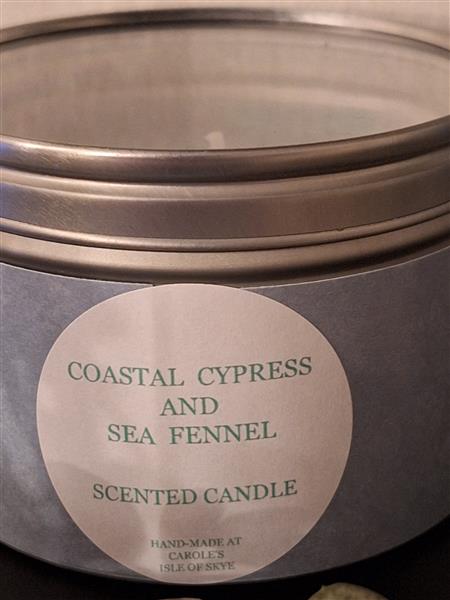 COASTAL CYPRESS
AND
SEA FENNEL
SCENTED CANDLE
HAND-MADE AT
CAROLE'S
ISLE OF SKYE